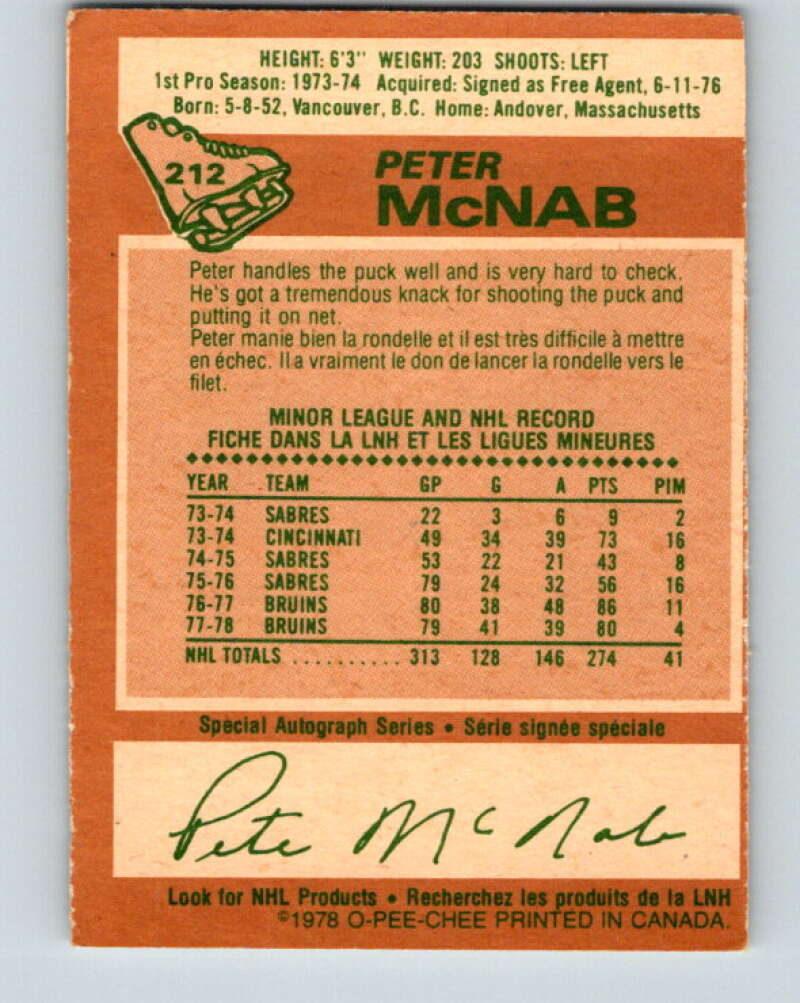 HEIGHT: 6'3" WEIGHT: 203 SHOOTS: LEFT
1st Pro Season: 1973-74 Acquired: Signed as Free Agent, 6-11-76
Born: 5-8-52, Vancouver, B.C. Home: Andover, Massachusetts
212
PETER
McNAB
Peter handles the puck well and is very hard to check.
He's got a tremendous knack for shooting the puck and
putting it on net.
Peter manie bien la rondelle et il est très difficile à mettre
en échec. Il a vraiment le don de lancer la rondelle vers le
filet.
MINOR LEAGUE AND NHL RECORD
FICHE DANS LA LNH ET LES LIGUES MINEURES
YEAR TEAM GP G A PTS PIM
73-74 SABRES 22 3 6 9 2
73-74 CINCINNATI 49 34 39 73 16
74-75 SABRES 53 22 21 43 8
75-76 SABRES 79 24 32 56 16
76-77 BRUINS 80 38 48 86 11
77-78 BRUINS 79 41 39 80 4
NHL TOTALS .......... 313 128 146 274 41
Special Autograph Series • Série signée spéciale
Pete McNab
Look for NHL Products • Recherchez les produits de la LNH
©1978 O-PEE-CHEE PRINTED IN CANADA.